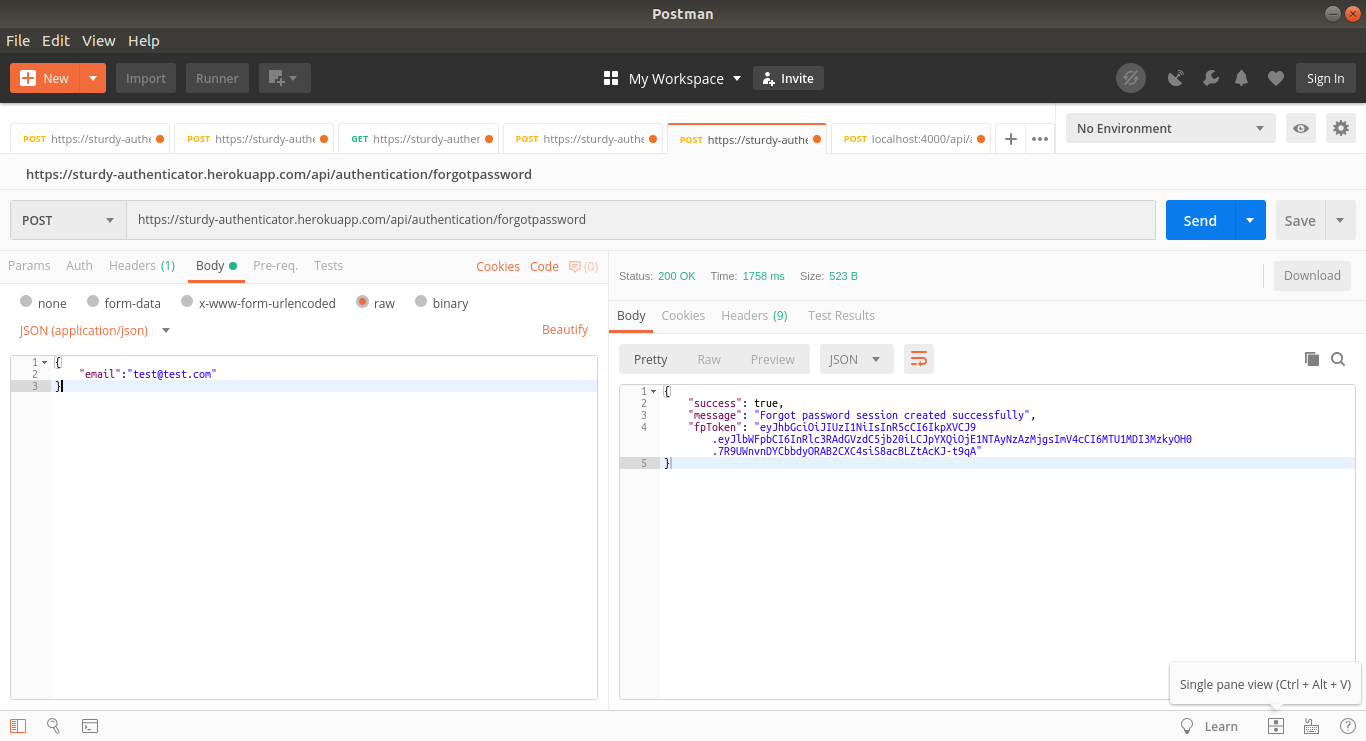 Postman
File Edit View Help
New Import Runner My Workspace Invite Sign In
POST https://sturdy-authe POST https://sturdy-authe GET https://sturdy-auther POST https://sturdy-authe POST https://sturdy-authe POST localhost:4000/api/a ••• No Environment
https://sturdy-authenticator.herokuapp.com/api/authentication/forgotpassword
POST https://sturdy-authenticator.herokuapp.com/api/authentication/forgotpassword Send Save
Params Auth Headers (1) Body Pre-req. Tests Cookies Code (0)
Status: 200 OK Time: 1758 ms Size: 523 B Download
none form-data x-www-form-urlencoded raw binary
Body Cookies Headers (9) Test Results
JSON (application/json) Beautify
Pretty Raw Preview JSON
1 {
2 "email":"test@test.com"
3 }
1 {
2 "success": true,
3 "message": "Forgot password session created successfully",
4 "fpToken": "eyJhbGciOiJIUzI1NiIsInR5cCI6IkpXVCJ9
.eyJlbWFpbCI6InRlc3RAdGVzdC5jb20iLCJpYXQiOjE1NTAyNzAzMjgsImV4cCI6MTU1MDI3MzkyOH0
.7R9UWnvnDYCbbdyORAB2CXC4siS8acBLZtAcKJ-t9qA"
5 }
Single pane view (Ctrl + Alt + V)
Learn